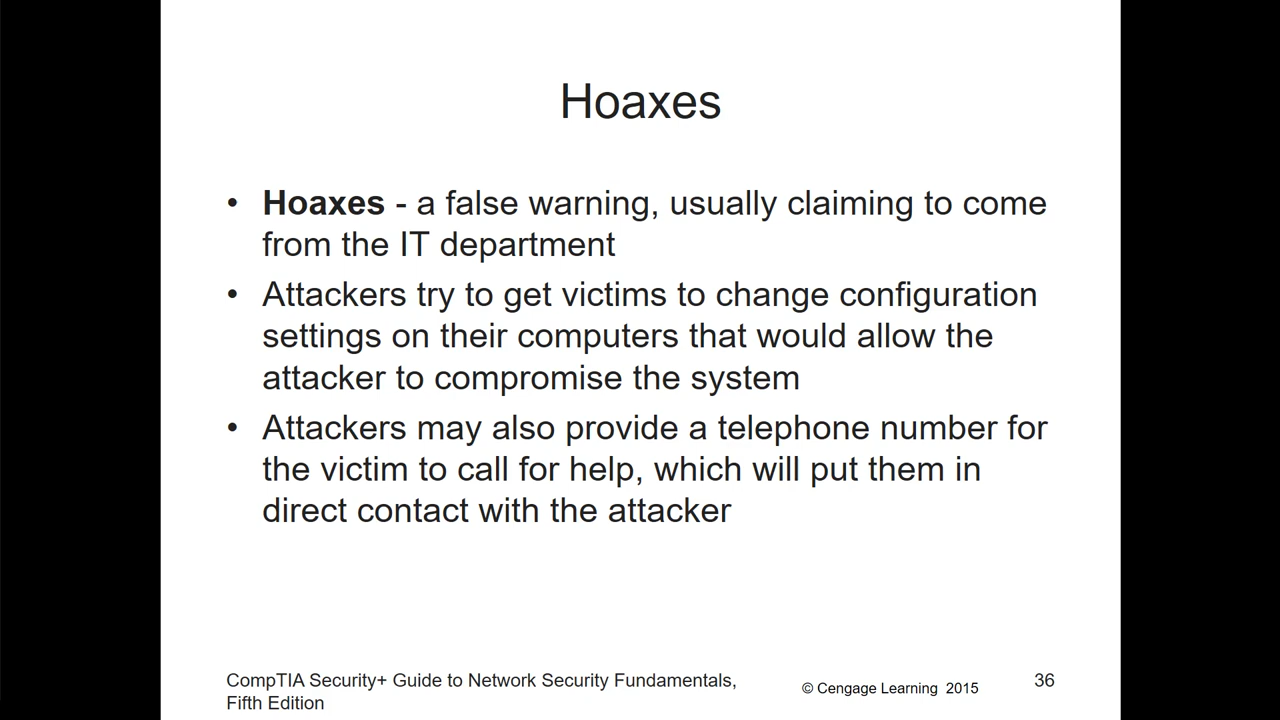 Hoaxes
• Hoaxes - a false warning, usually claiming to come
from the IT department
• Attackers try to get victims to change configuration
settings on their computers that would allow the
attacker to compromise the system
• Attackers may also provide a telephone number for
the victim to call for help, which will put them in
direct contact with the attacker
CompTIA Security+ Guide to Network Security Fundamentals,
Fifth Edition
© Cengage Learning 2015
36